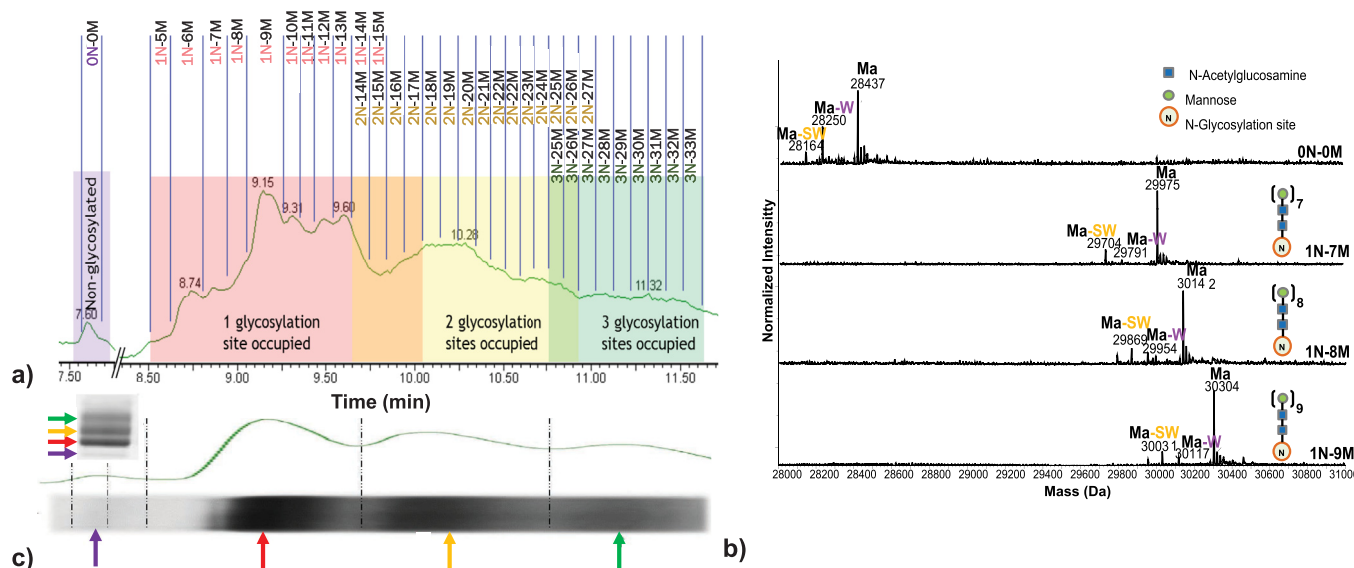 0N-0M
1N-5M
1N-6M
1N-7M
1N-8M
1N-9M
1N-10M
1N-11M
1N-12M
1N-13M
1N-14M
1N-15M
2N-14M
2N-15M
2N-16M
2N-17M
2N-18M
2N-19M
2N-20M
2N-21M
2N-22M
2N-22M
2N-23M
2N-24M
2N-25M
2N-26M
2N-27M
3N-25M
3N-26M
3N-27M
3N-28M
3N-29M
3N-30M
3N-31M
3N-32M
3N-33M
Non-glycosylated
7.60
8.74
9.15
9.31
9.60
10.28
11.32
1 glycosylation
site occupied
2 glycosylation
sites occupied
3 glycosylation
sites occupied
7.50 8.50 9.00 9.50 10.00 10.50 11.00 11.50
a)
Time (min)
c)
N-Acetylglucosamine
Mannose
N
N-Glycosylation site
Ma
28437
Ma-W
28250
Ma-SW
28164
0N-0M
Ma
29975
Ma-SW
29704
Ma-W
29791
7
N
1N-7M
Ma
3014 2
Ma-SW
29869
Ma-W
29954
8
N
1N-8M
Ma
30304
Ma-SW
3003 1
Ma-W
30117
9
N
1N-9M
Normalized Intensitty
28000 28200 28400 28600 28800 29000 29200 29400 29600 29800 30000 30200 30400 30600 30800 31000
Mass (Da)
b)